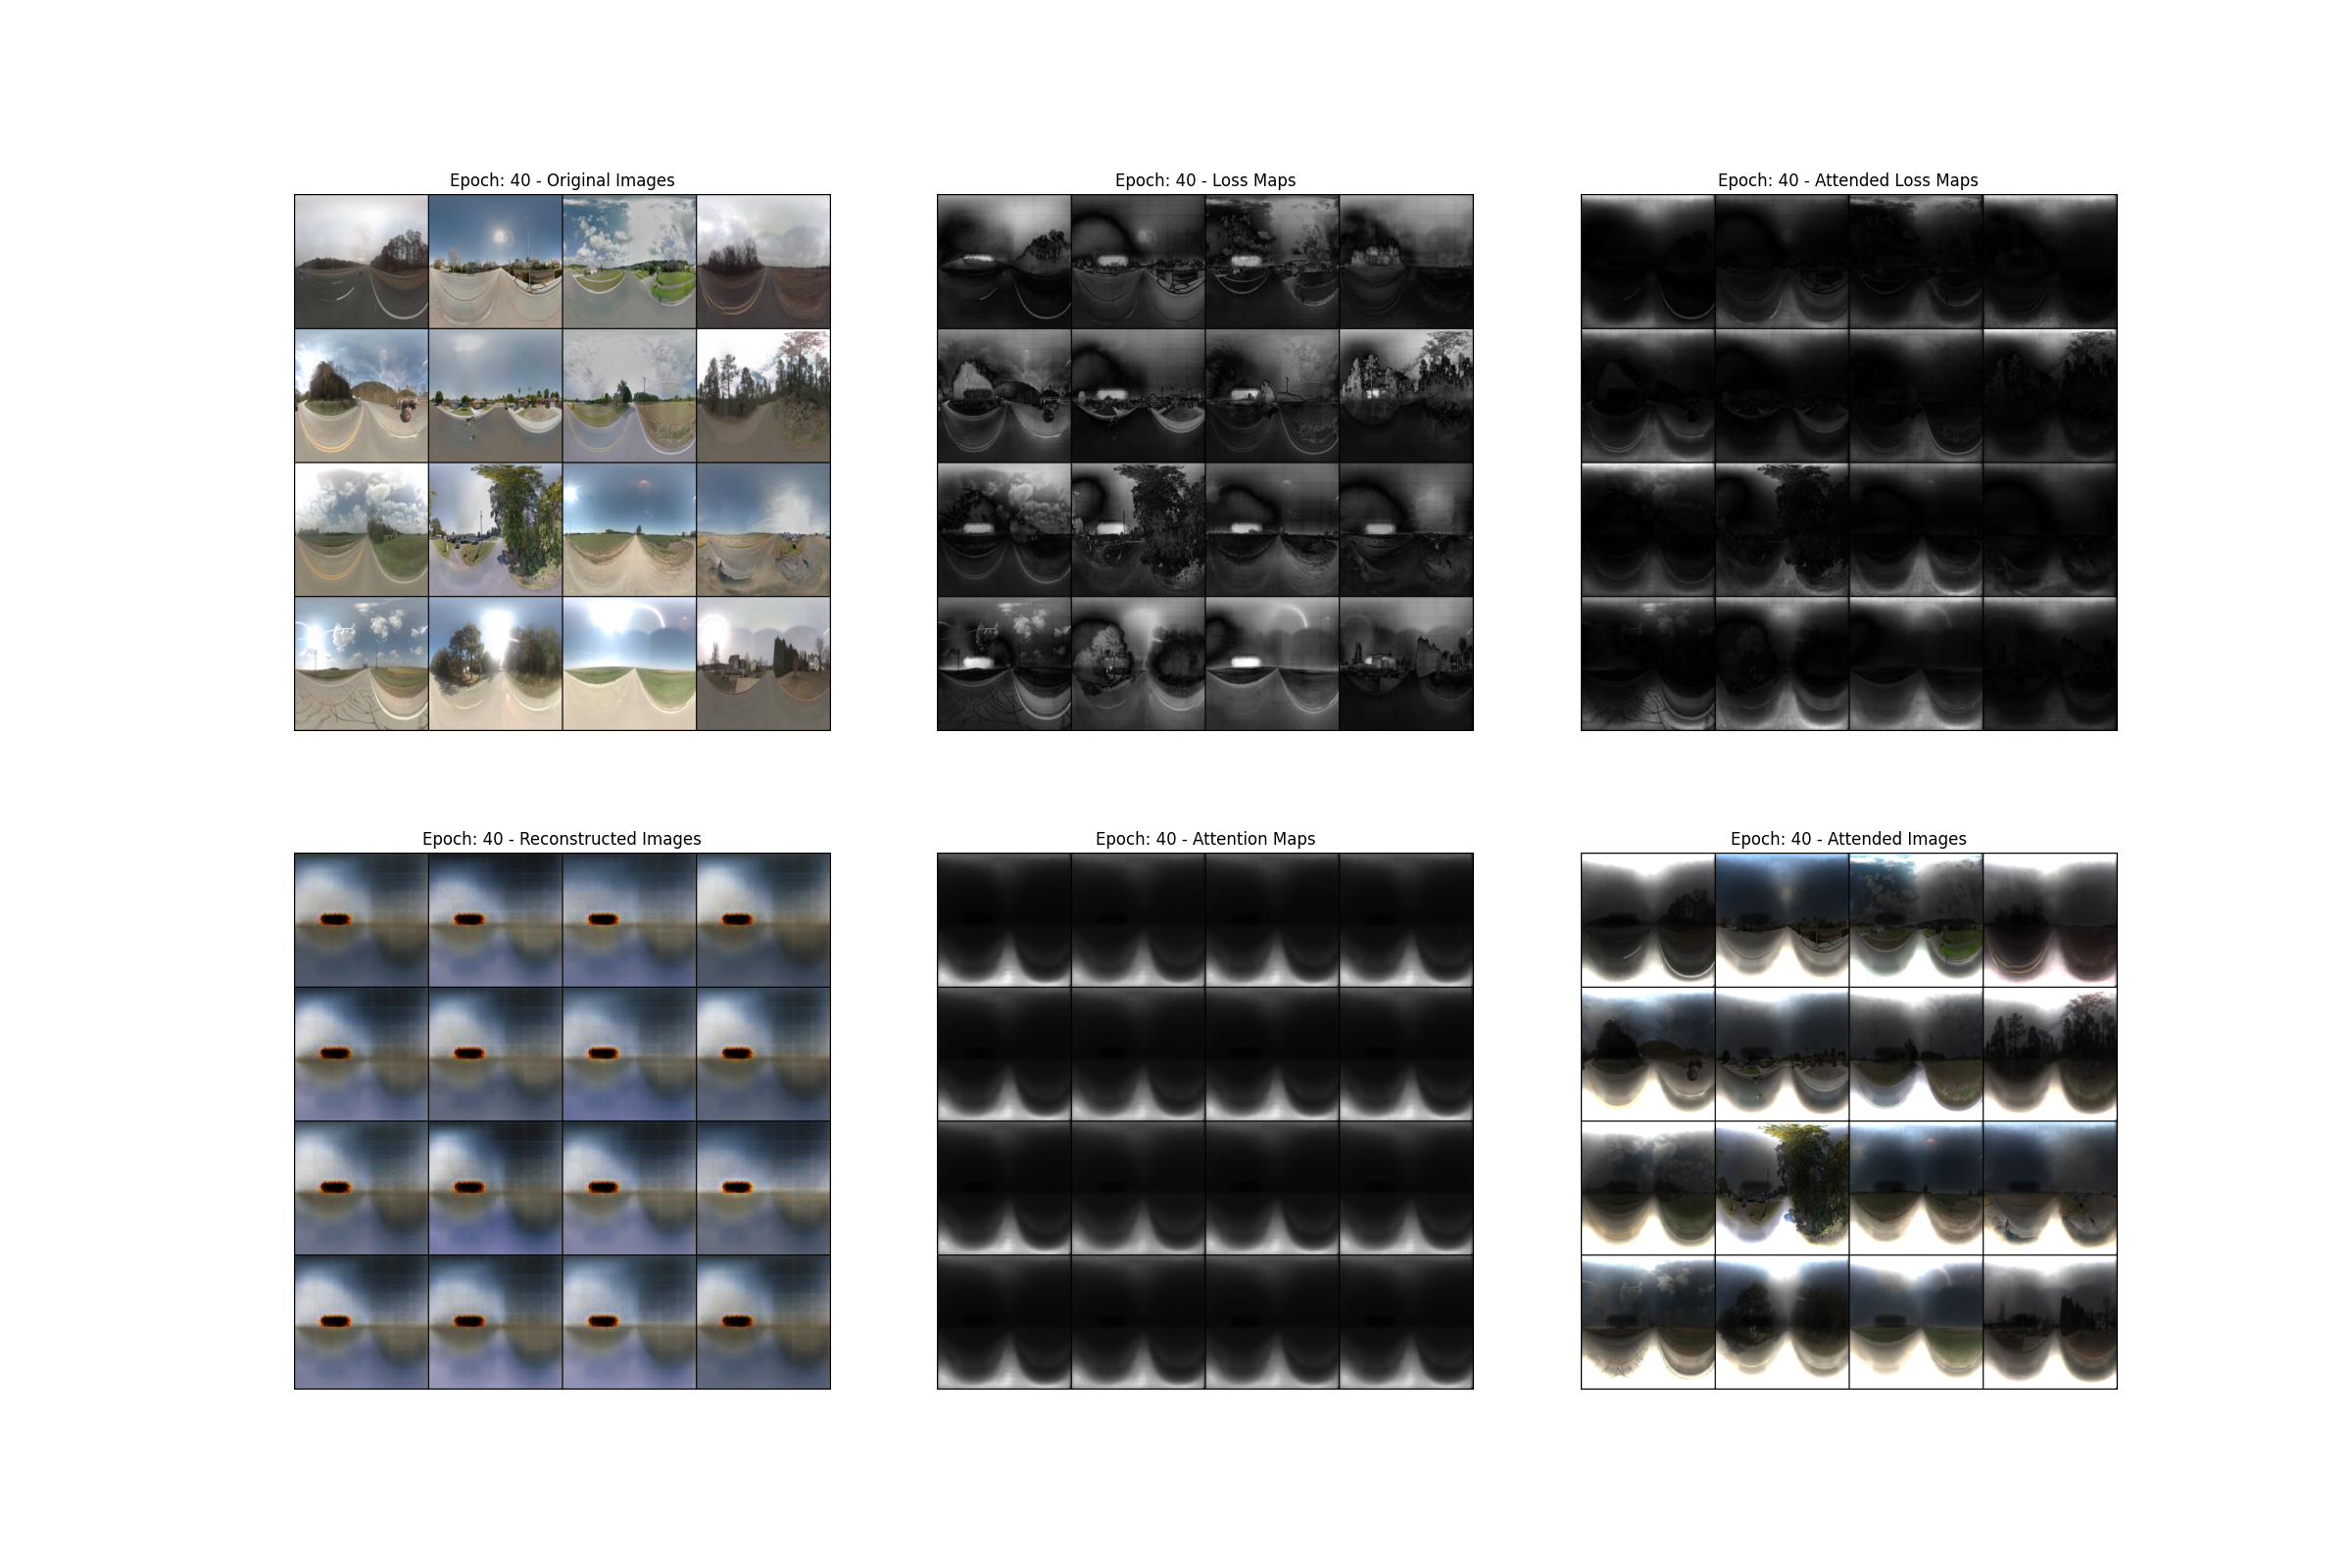 Epoch: 40 - Original Images
Epoch: 40 - Loss Maps
Epoch: 40 - Attended Loss Maps
Epoch: 40 - Reconstructed Images
Epoch: 40 - Attention Maps
Epoch: 40 - Attended Images